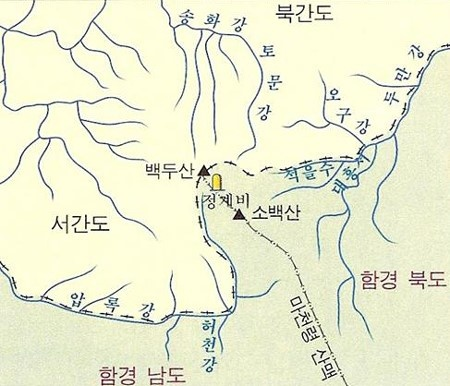 북간도
송화강
토문강
두만강
오구강
백두산
석을수
대홍
정계비
소백산
서간도
함경 북도
압록강
허천강
마천령 산맥
함경 남도